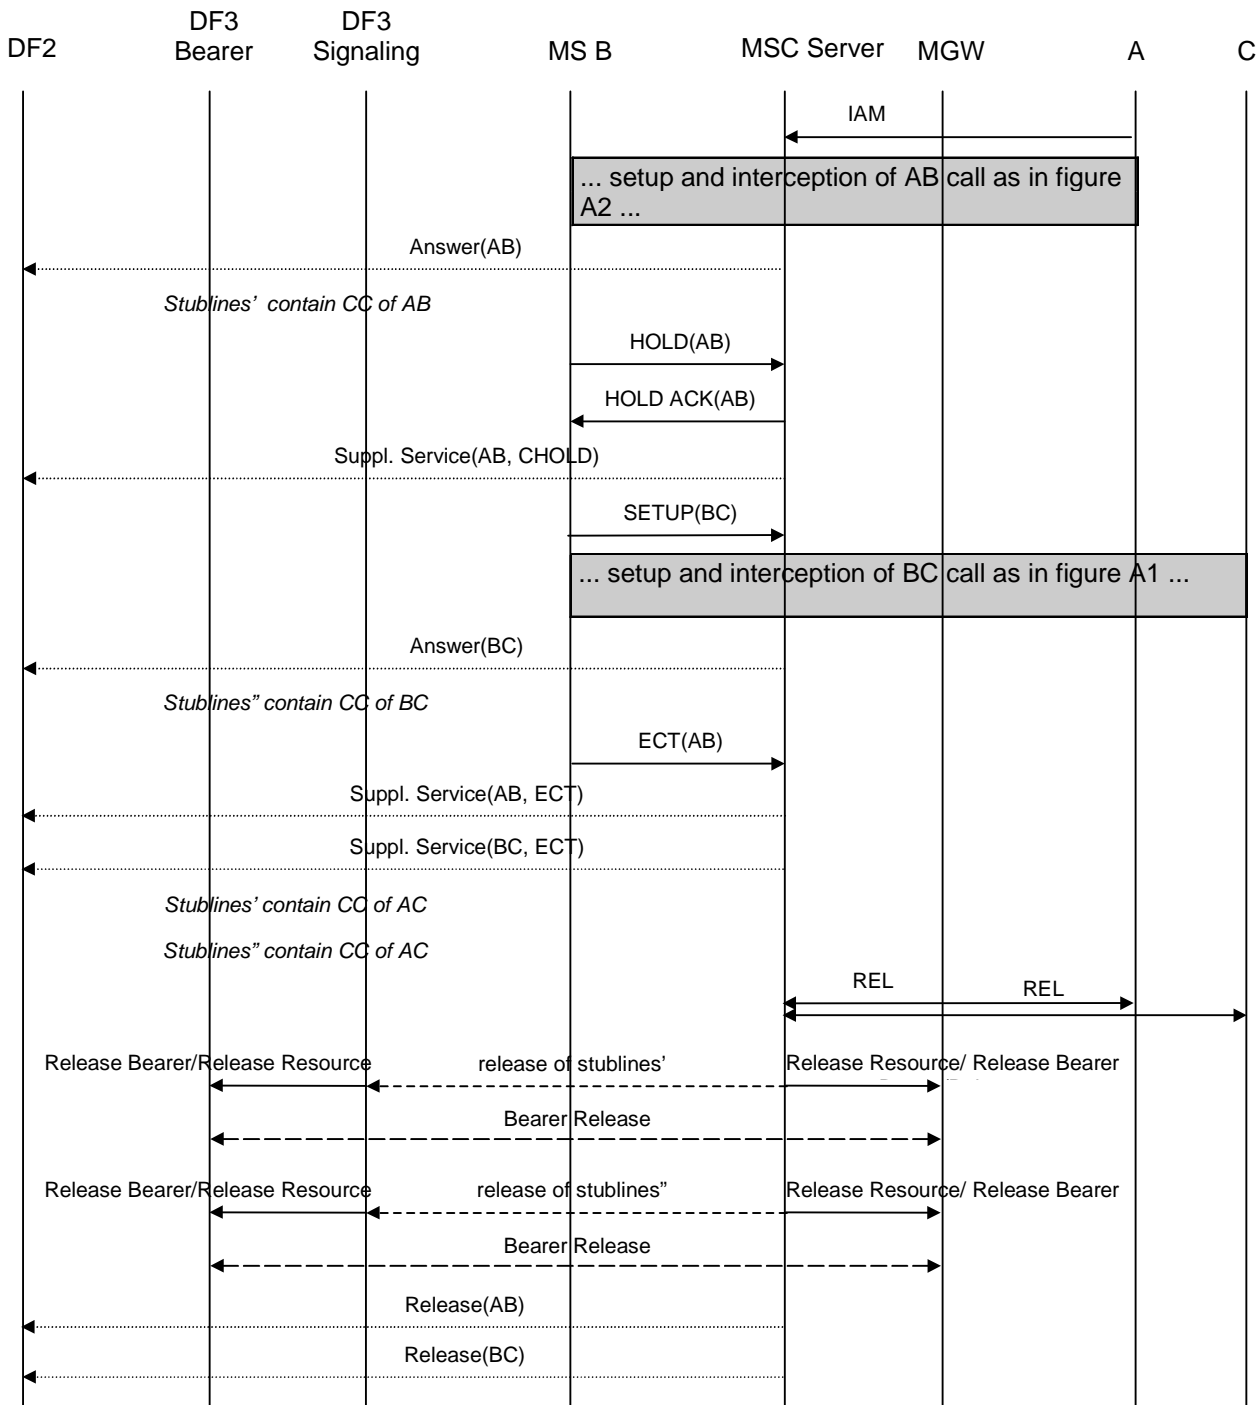 DF2
DF3
Bearer
DF3
Signaling
MS B
MSC Server
MGW
A
C
IAM
... setup and interception of AB call as in figure
A2 ...
Answer(AB)
Stublines’ contain CC of AB
HOLD(AB)
HOLD ACK(AB)
Suppl. Service(AB, CHOLD)
SETUP(BC)
... setup and interception of BC call as in figure A1 ...
Answer(BC)
Stublines” contain CC of BC
ECT(AB)
Suppl. Service(AB, ECT)
Suppl. Service(BC, ECT)
Stublines’ contain CC of AC
Stublines” contain CC of AC
REL
REL
Release Bearer/Release Resource
release of stublines’
Release Resource/ Release Bearer
Bearer Release
Release Bearer/Release Resource
release of stublines”
Release Resource/ Release Bearer
Bearer Release
Release(AB)
Release(BC)